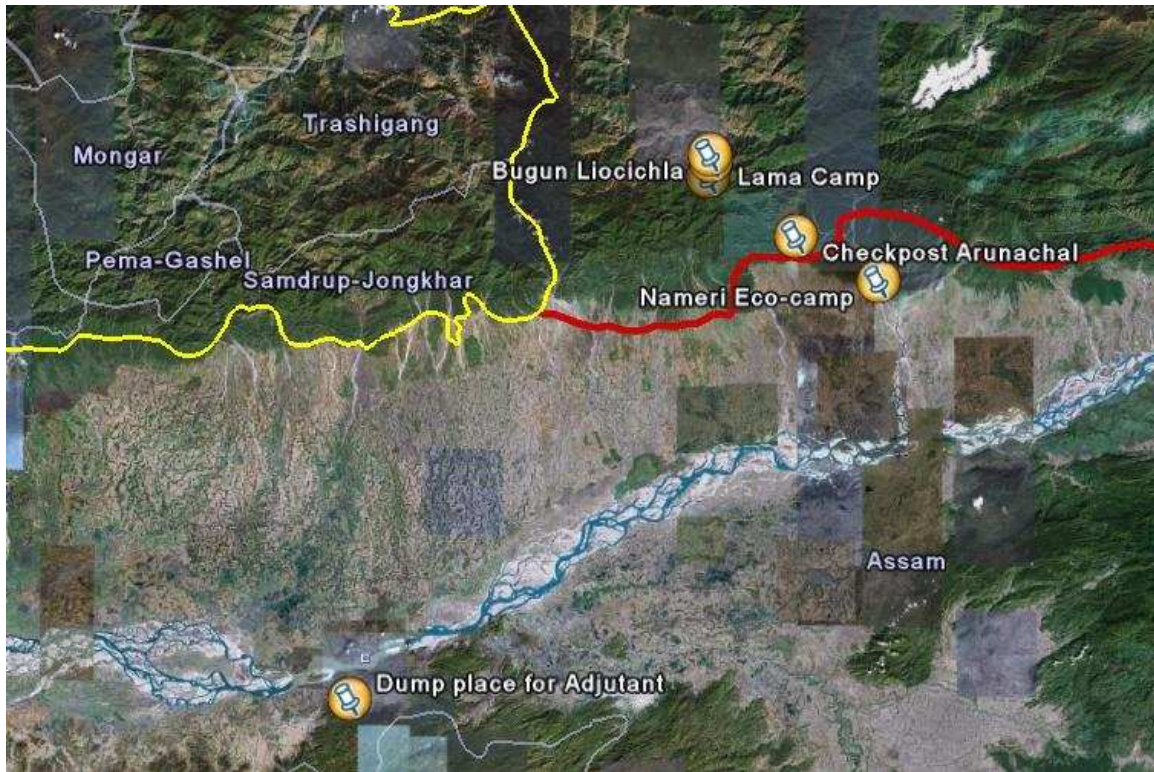 Trashigang
Mongar
Bugun Liocichla
Lama Camp
Checkpost Arunachal
Pema-Gashel
Samdrup-Jongkhar
Nameri Eco-camp
Assam
Dump place for Adjutant